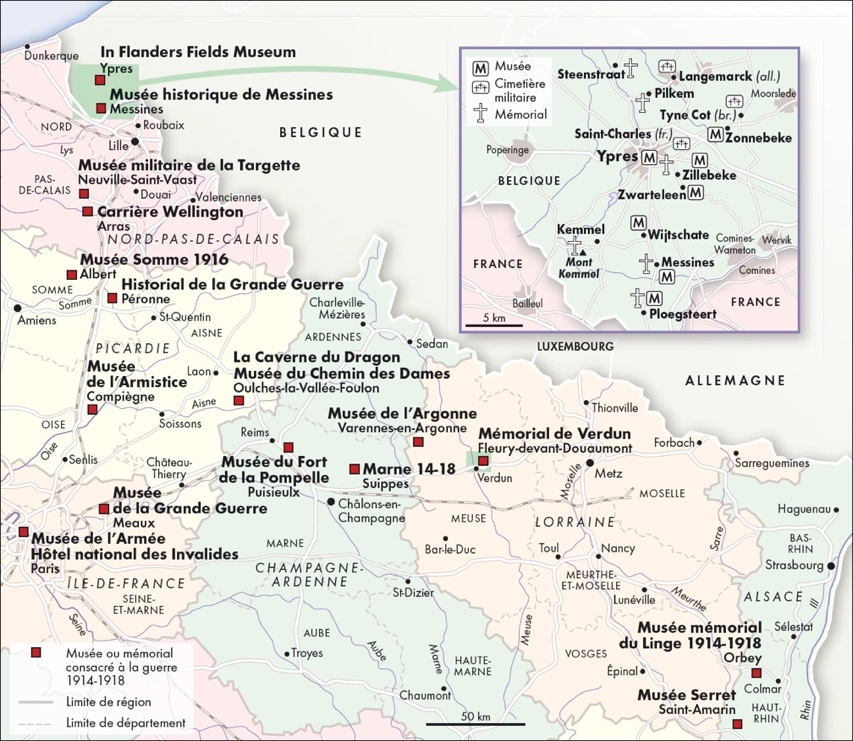 Dunkerque
In Flanders Fields Museum
Ypres
Musée historique de Messines
Messines
NORD
Roubaix
Lys
Lille
BELGIQUE
Musée militaire de la Targette
Neuville-Saint-Vaast
PAS-
DE-CALAIS
Douai
Valenciennes
Carrière Wellington
Arras
NORD-PAS-DE-CALAIS
Musée Somme 1916
Albert
SOMME
Somme
Historial de la Grande Guerre
Péronne
Amiens
St-Quentin
AISNE
PICARDIE
Charleville-
Mézières
ARDENNES
Sedan
LUXEMBOURG
ALLEMAGNE
Laon
La Caverne du Dragon
Musée du Chemin des Dames
Oulches-la-Vallée-Foulon
Musée
de l'Armistice
Compiègne
Aisne
Soissons
OISE
Oise
Senlis
Reims
Musée de l'Argonne
Varennes-en-Argonne
Thionville
Mémorial de Verdun
Fleury-devant-Douaumont
Verdun
Forbach
Sarreguemines
Moselle
Metz
MOSELLE
Château-
Thierry
Musée du Fort
de la Pompelle
Puisieulx
Marne 14-18
Suippes
Châlons-en-
Champagne
Musée
de la Grande Guerre
Meaux
Musée de l'Armée
Hôtel national des Invalides
Paris
ÎLE-DE-FRANCE
SEINE-
ET-MARNE
Seine
MARNE
CHAMPAGNE-
ARDENNE
MEUSE
Bar-le-Duc
LORRAINE
Toul
Nancy
MEURTHE-
ET-MOSELLE
Lunéville
Meurthe
Sarre
Haguenau
BAS-
RHIN
Strasbourg
ALSACE
Ill
St-Dizier
Meuse
AUBE
Aube
Troyes
Marne
HAUTE-
MARNE
Chaumont
VOSGES
Épinal
Musée mémorial
du Linge 1914-1918
Orbey
Sélestat
Colmar
Musée Serret
Saint-Amarin
HAUT-
RHIN
Rhin
Musée ou mémorial
consacré à la guerre
1914-1918
Limite de région
Limite de département
50 km
M Musée
Cimetière
militaire
Mémorial
Steenstraat
Langemarck (all.)
Pilkem
Moorslede
Tyne Cot (br.)
Saint-Charles (fr.)
M Zonnebeke
Poperinge
Ypres M
M
Zillebeke
BELGIQUE
Zwarteleen M
Kemmel
M
Wijtschate
Mont
Kemmel
Comines-
Warneton
Wervik
Messines
M
Comines
FRANCE
Bailleul
M
Ploegsteert
FRANCE
5 km